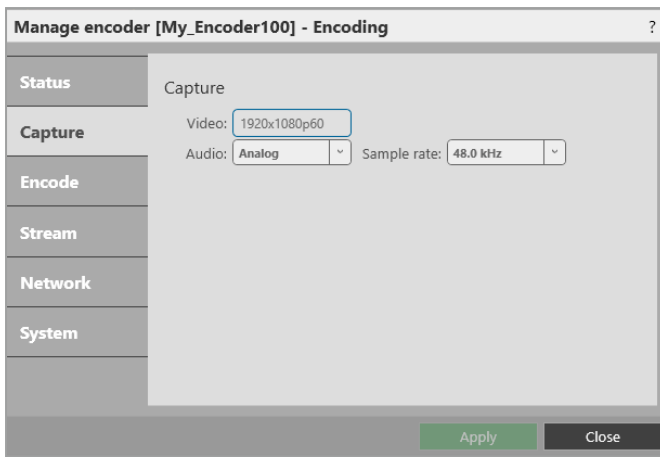 Manage encoder [My_Encoder100] - Encoding ?
Status
Capture
Encode
Stream
Network
System
Capture
Video: 1920x1080p60
Audio: Analog Sample rate: 48.0 kHz
Apply Close